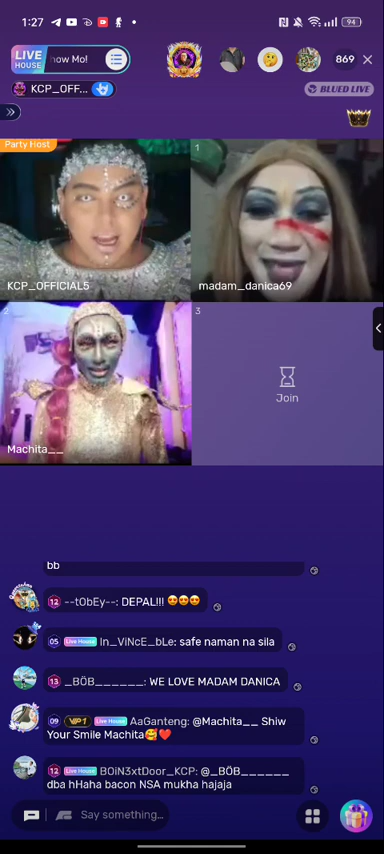 1:27
94
LIVE
HOUSE
how Mo!
869
KCP_OFF...
BLUED LIVE
Party Host
KCP_OFFICIAL5
1
madam_danica69
2
Machita__
3
Join
bb
12 --tObEy--: DEPAL!!! 😍😍😍
05 Live House In_ViNcE_bLe: safe naman na sila
13 _BÖB______: WE LOVE MADAM DANICA
09 VIP1 Live House AaGanteng: @Machita__ Shiw
Your Smile Machita🥰❤️
12 Live House BOiN3xtDoor_KCP: @_BÖB______
dba hHaha bacon NSA mukha hajaja
Say something...